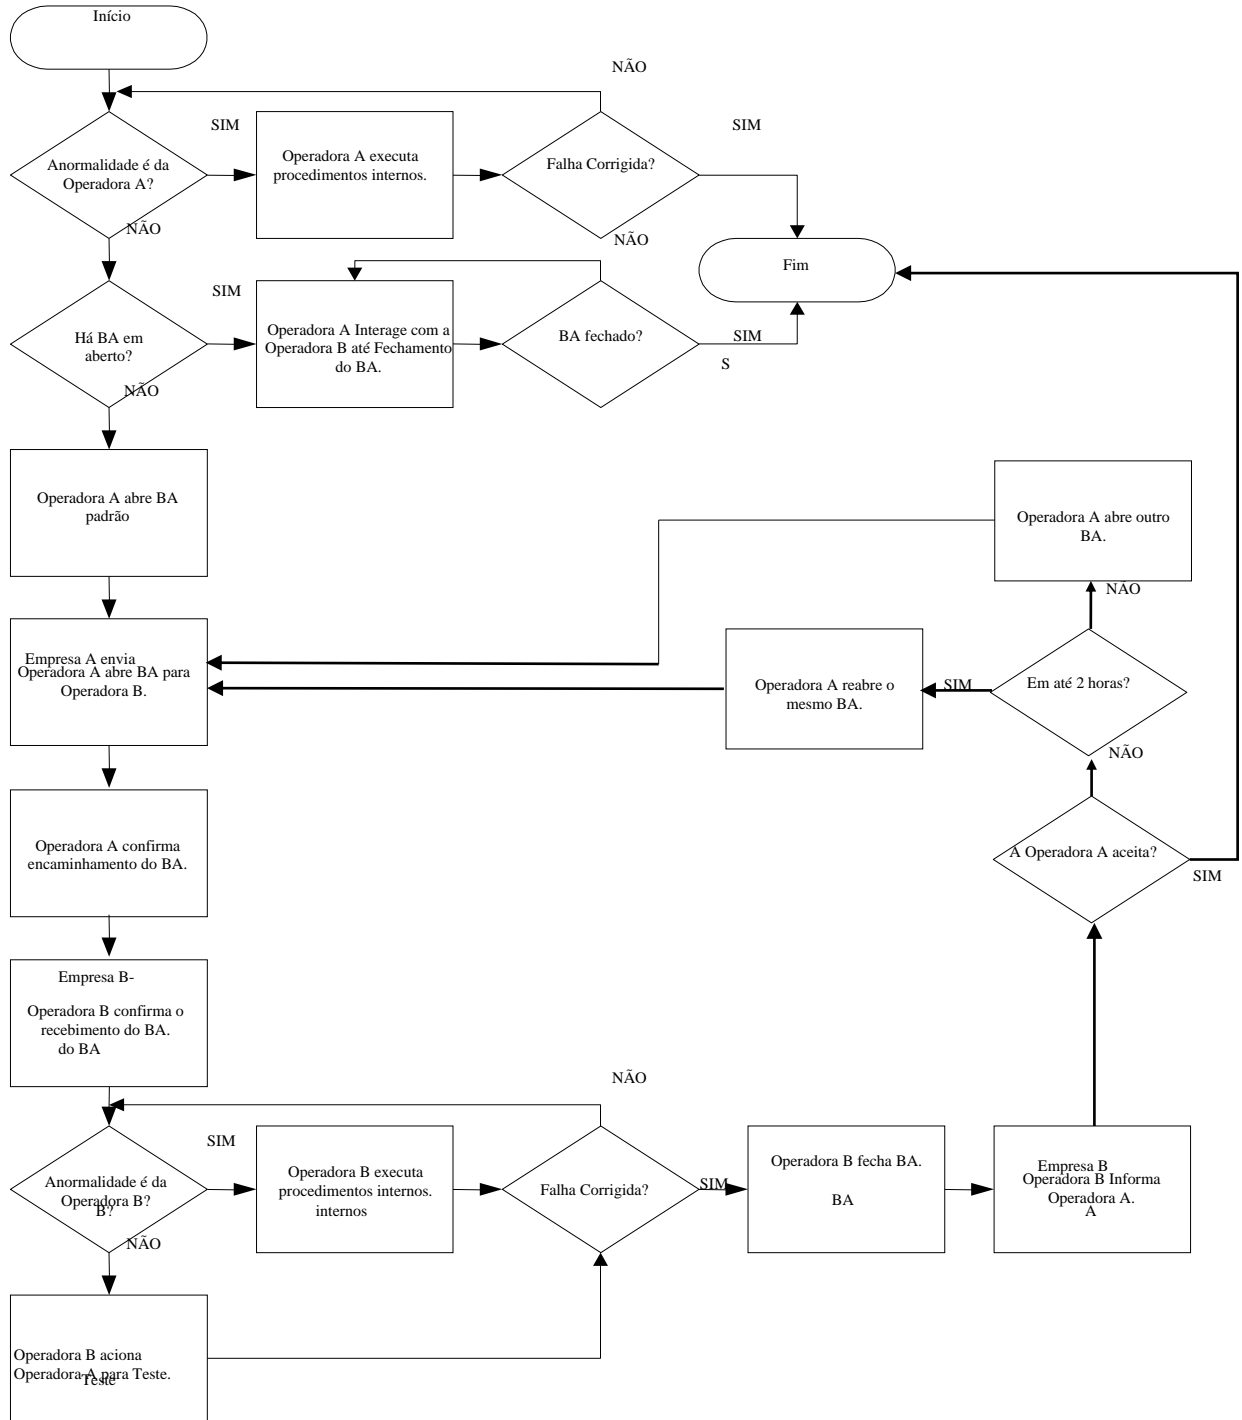 Início
NÃO
SIM
SIM
Anormalidade é da
Operadora A?
Operadora A executa
procedimentos internos.
Falha Corrigida?
NÃO
NÃO
Fim
SIM
Há BA em
aberto?
Operadora A Interage com a
Operadora B até Fechamento
do BA.
BA fechado?
SIM
S
NÃO
Operadora A abre BA
padrão
Operadora A abre outro
BA.
NÃO
Empresa A envia
Operadora A abre BA para
Operadora B.
Operadora A reabre o
mesmo BA.
SIM
Em até 2 horas?
NÃO
Operadora A confirma
encaminhamento do BA.
A Operadora A aceita?
SIM
Empresa B-
Operadora B confirma o
recebimento do BA.
do BA
NÃO
SIM
Anormalidade é da
Operadora B?
B?
Operadora B executa
procedimentos internos.
internos
Falha Corrigida?
SIM
Operadora B fecha BA.
BA
Empresa B
Operadora B Informa
Operadora A.
A
NÃO
Operadora B aciona
Operadora A para Teste.
Teste